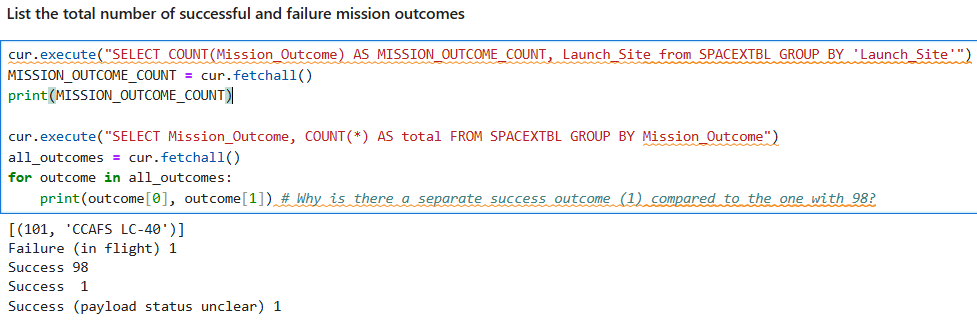 List the total number of successful and failure mission outcomes
cur.execute("SELECT COUNT(Mission_Outcome) AS MISSION_OUTCOME_COUNT, Launch_Site from SPACEXTBL GROUP BY 'Launch_Site'")
MISSION_OUTCOME_COUNT = cur.fetchall()
print(MISSION_OUTCOME_COUNT)
cur.execute("SELECT Mission_Outcome, COUNT(*) AS total FROM SPACEXTBL GROUP BY Mission_Outcome")
all_outcomes = cur.fetchall()
for outcome in all_outcomes:
    print(outcome[0], outcome[1]) # Why is there a separate success outcome (1) compared to the one with 98?
[(101, 'CCAFS LC-40')]
Failure (in flight) 1
Success 98
Success  1
Success (payload status unclear) 1